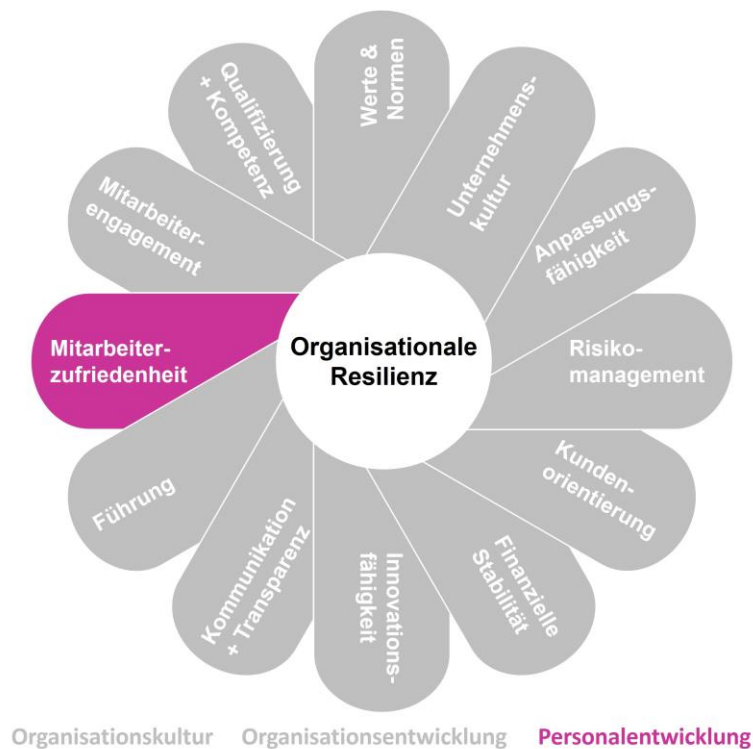 Werte &
Normen
Unternehmens-
kultur
Anpassungs-
fähigkeit
Risiko-
management
Kunden-
orientierung
Finanzielle
Stabilität
Innovations-
fähigkeit
Kommunikation
+ Transparenz
Führung
Mitarbeiter-
zufriedenheit
Mitarbeiter-
engagement
Qualifizierung
+ Kompetenz
Organisationale
Resilienz
Organisationskultur Organisationsentwicklung Personalentwicklung